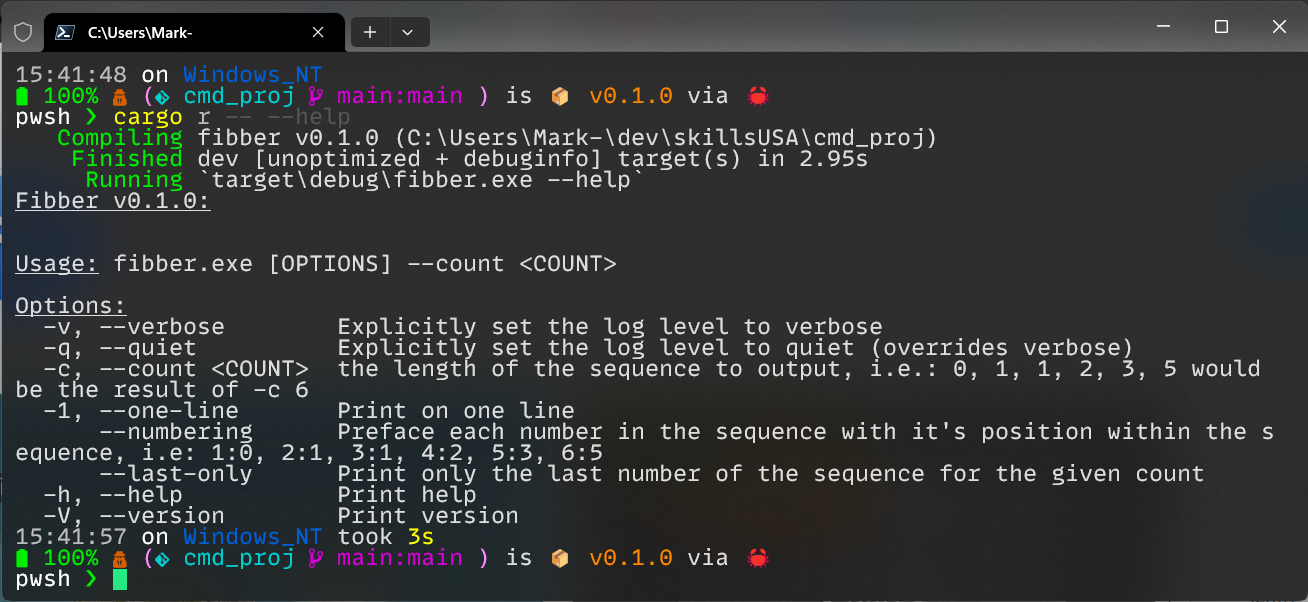 C:\Users\Mark-
15:41:48 on Windows_NT
100% ( cmd_proj main:main ) is v0.1.0 via
pwsh ❯ cargo r -- --help
Compiling fibber v0.1.0 (C:\Users\Mark-\dev\skillsUSA\cmd_proj)
Finished dev [unoptimized + debuginfo] target(s) in 2.95s
Running `target\debug\fibber.exe --help`
Fibber v0.1.0:
Usage: fibber.exe [OPTIONS] --count <COUNT>
Options:
-v, --verbose Explicitly set the log level to verbose
-q, --quiet Explicitly set the log level to quiet (overrides verbose)
-c, --count <COUNT> the length of the sequence to output, i.e.: 0, 1, 1, 2, 3, 5 would
be the result of -c 6
-1, --one-line Print on one line
--numbering Preface each number in the sequence with it's position within the s
equence, i.e: 1:0, 2:1, 3:1, 4:2, 5:3, 6:5
--last-only Print only the last number of the sequence for the given count
-h, --help Print help
-V, --version Print version
15:41:57 on Windows_NT took 3s
100% ( cmd_proj main:main ) is v0.1.0 via
pwsh ❯